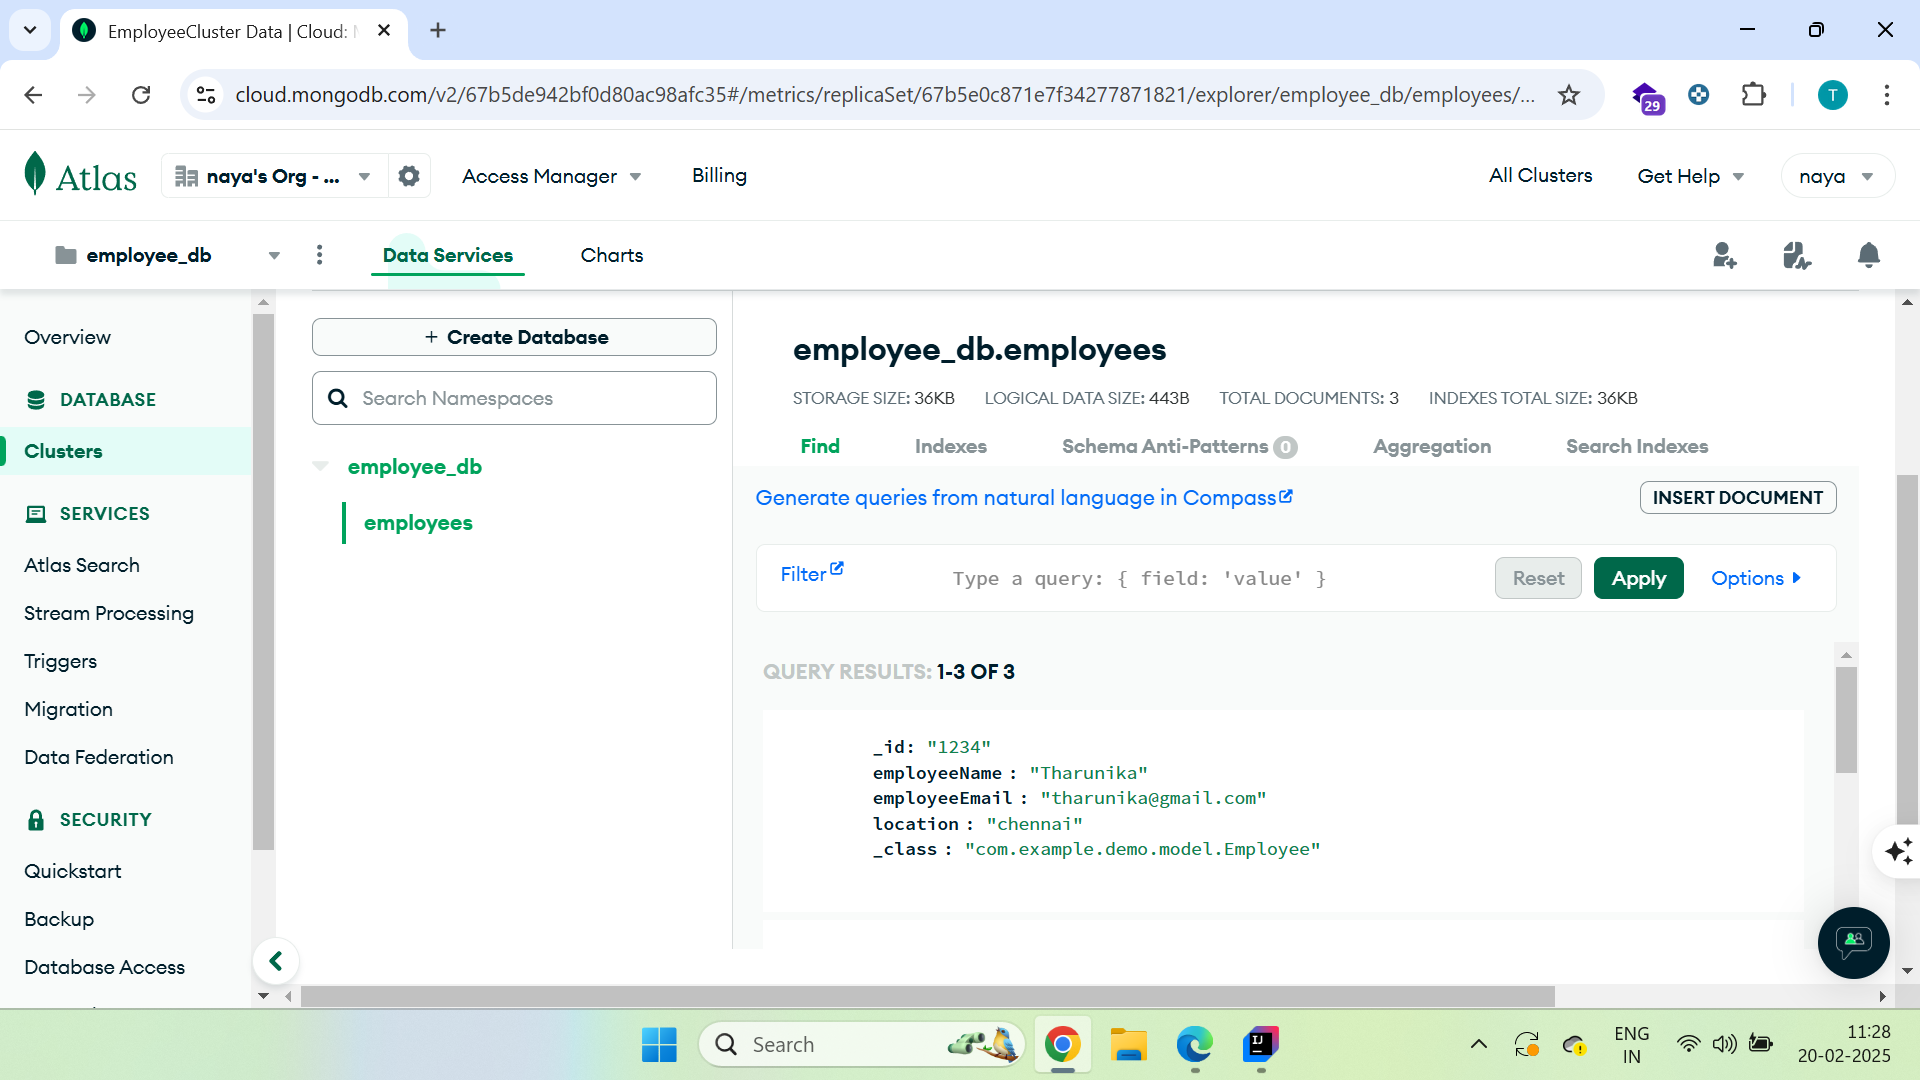 EmployeeCluster Data | Cloud:
cloud.mongodb.com/v2/67b5de942bf0d80ac98afc35#/metrics/replicaSet/67b5e0c871e7f34277871821/explorer/employee_db/employees/...
29
T
Atlas
naya's Org - ...
Access Manager
Billing
All Clusters
Get Help
naya
employee_db
Data Services
Charts
Overview
DATABASE
Clusters
SERVICES
Atlas Search
Stream Processing
Triggers
Migration
Data Federation
SECURITY
Quickstart
Backup
Database Access
+ Create Database
Search Namespaces
employee_db
employees
employee_db.employees
STORAGE SIZE: 36KB LOGICAL DATA SIZE: 443B TOTAL DOCUMENTS: 3 INDEXES TOTAL SIZE: 36KB
Find Indexes Schema Anti-Patterns 0 Aggregation Search Indexes
Generate queries from natural language in Compass
INSERT DOCUMENT
Filter
Type a query: { field: 'value' }
Reset
Apply
Options
QUERY RESULTS: 1-3 OF 3
_id: "1234"
employeeName : "Tharunika"
employeeEmail : "tharunika@gmail.com"
location : "chennai"
_class : "com.example.demo.model.Employee"
Search
IJ
ENG
IN
11:28
20-02-2025